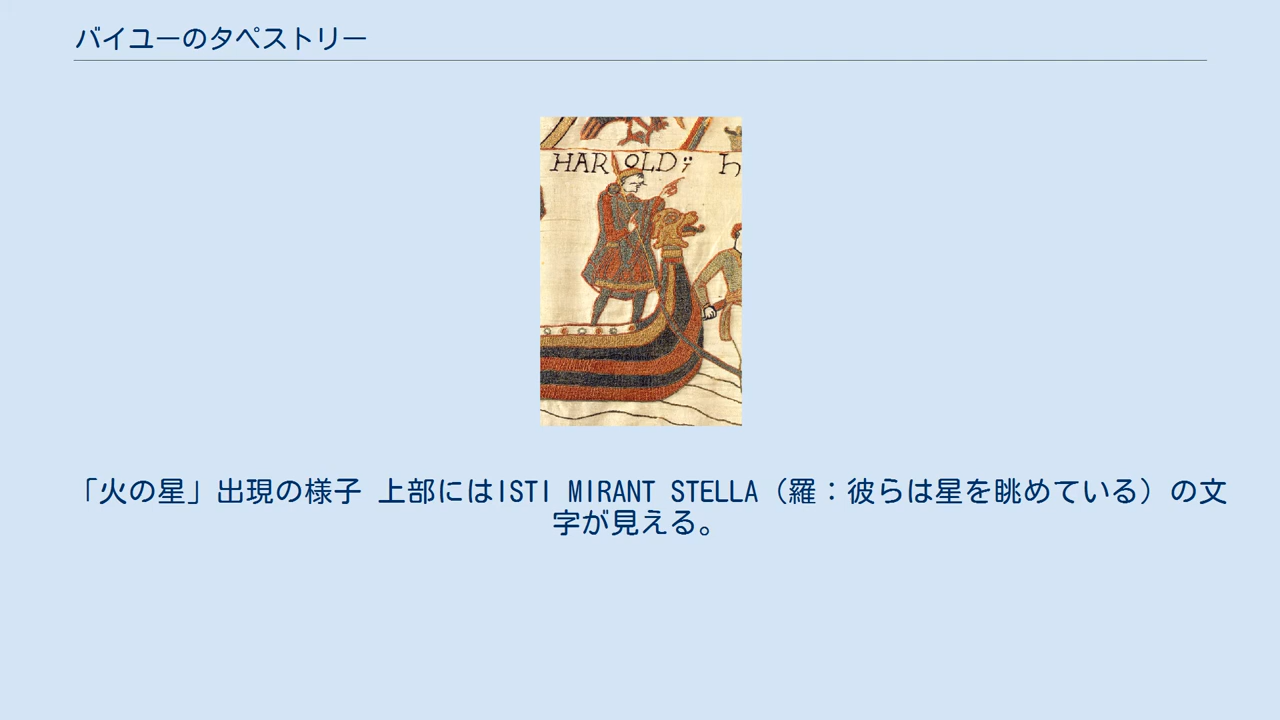 バイユーのタペストリー
HAROLD⁊ h
「火の星」出現の様子 上部にはISTI MIRANT STELLA（羅：彼らは星を眺めている）の文
字が見える。